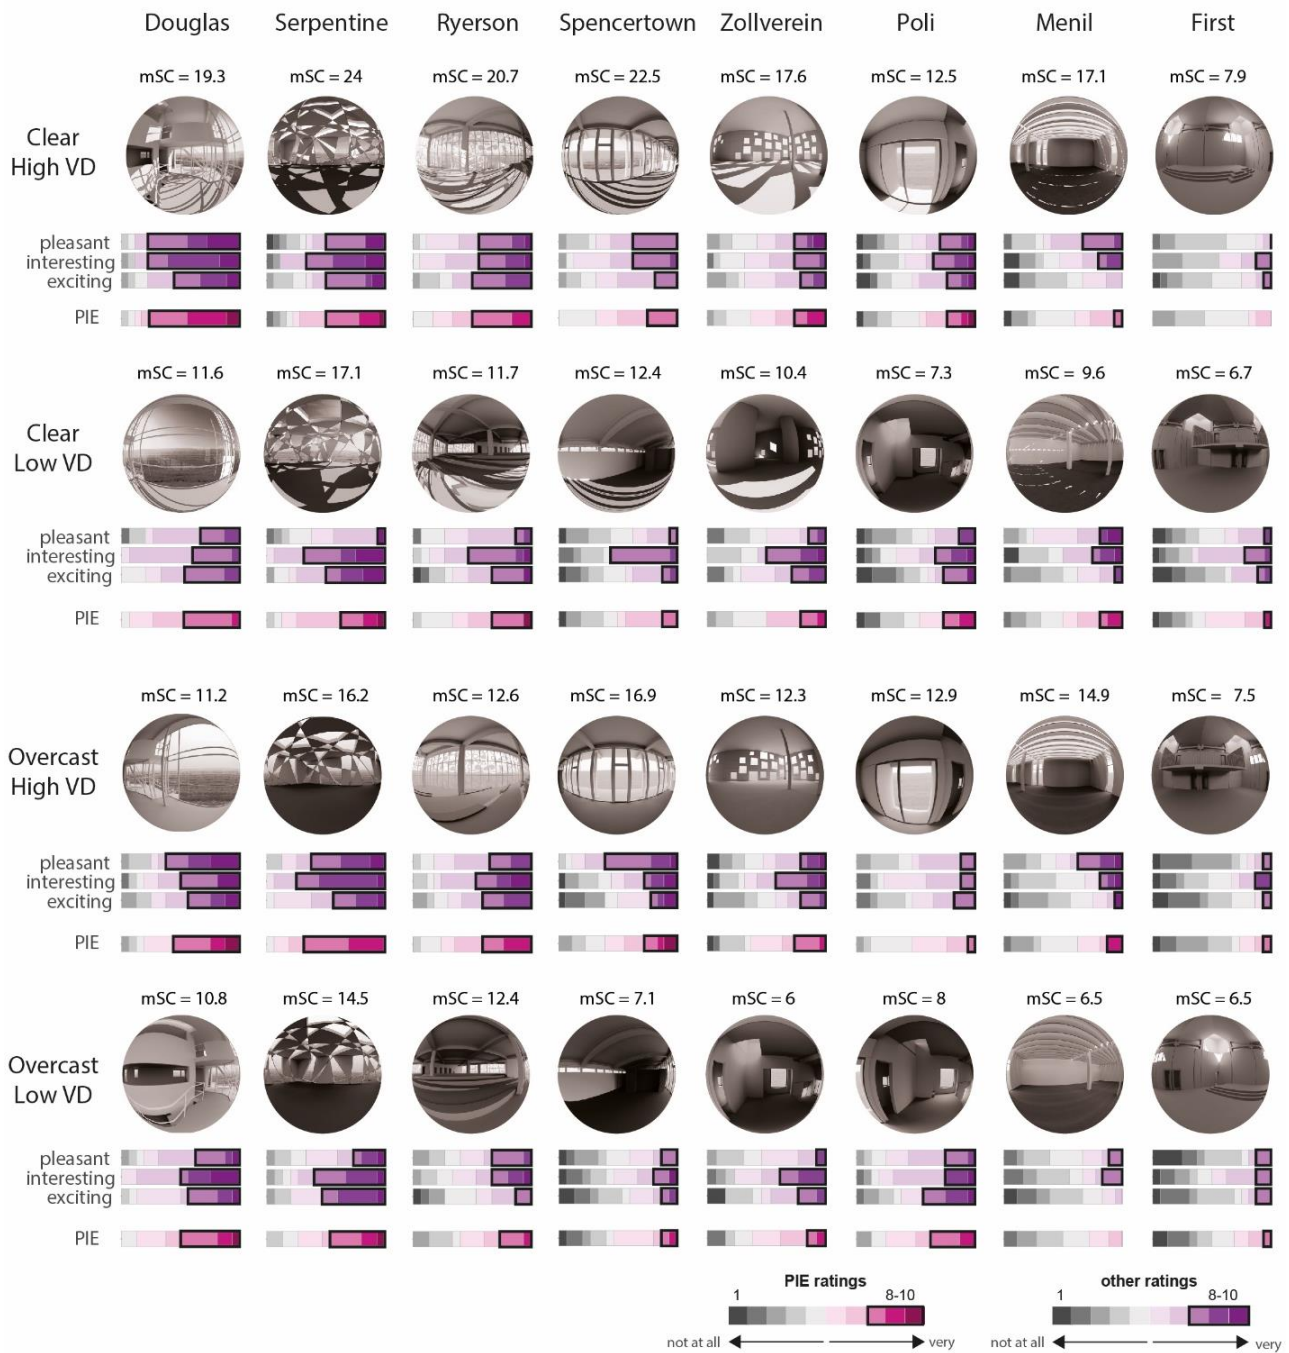 Douglas Serpentine Ryerson Spencertown Zollverein Poli Menil First
mSC = 19.3 mSC = 24 mSC = 20.7 mSC = 22.5 mSC = 17.6 mSC = 12.5 mSC = 17.1 mSC = 7.9
Clear
High VD
pleasant
interesting
exciting
PIE
mSC = 11.6 mSC = 17.1 mSC = 11.7 mSC = 12.4 mSC = 10.4 mSC = 7.3 mSC = 9.6 mSC = 6.7
Clear
Low VD
pleasant
interesting
exciting
PIE
mSC = 11.2 mSC = 16.2 mSC = 12.6 mSC = 16.9 mSC = 12.3 mSC = 12.9 mSC = 14.9 mSC = 7.5
Overcast
High VD
pleasant
interesting
exciting
PIE
mSC = 10.8 mSC = 14.5 mSC = 12.4 mSC = 7.1 mSC = 6 mSC = 8 mSC = 6.5 mSC = 6.5
Overcast
Low VD
pleasant
interesting
exciting
PIE
PIE ratings other ratings
1 8-10 1 8-10
not at all very not at all very